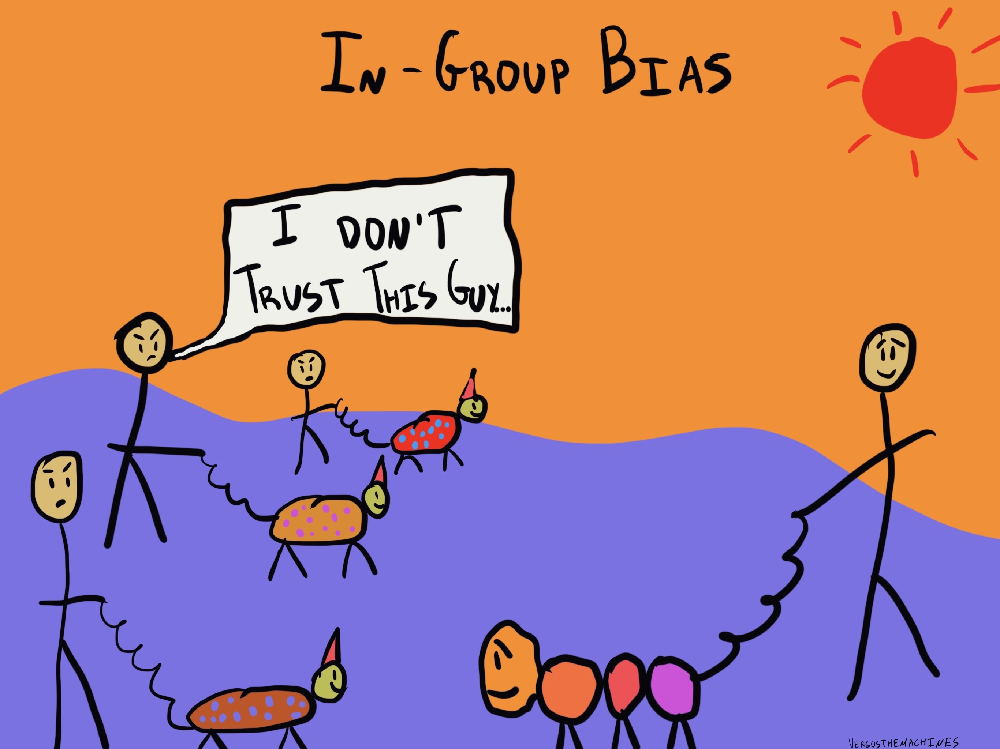 In-Group Bias
I DON'T
TRUST THIS GUY...
VERSUSTHEMACHINES